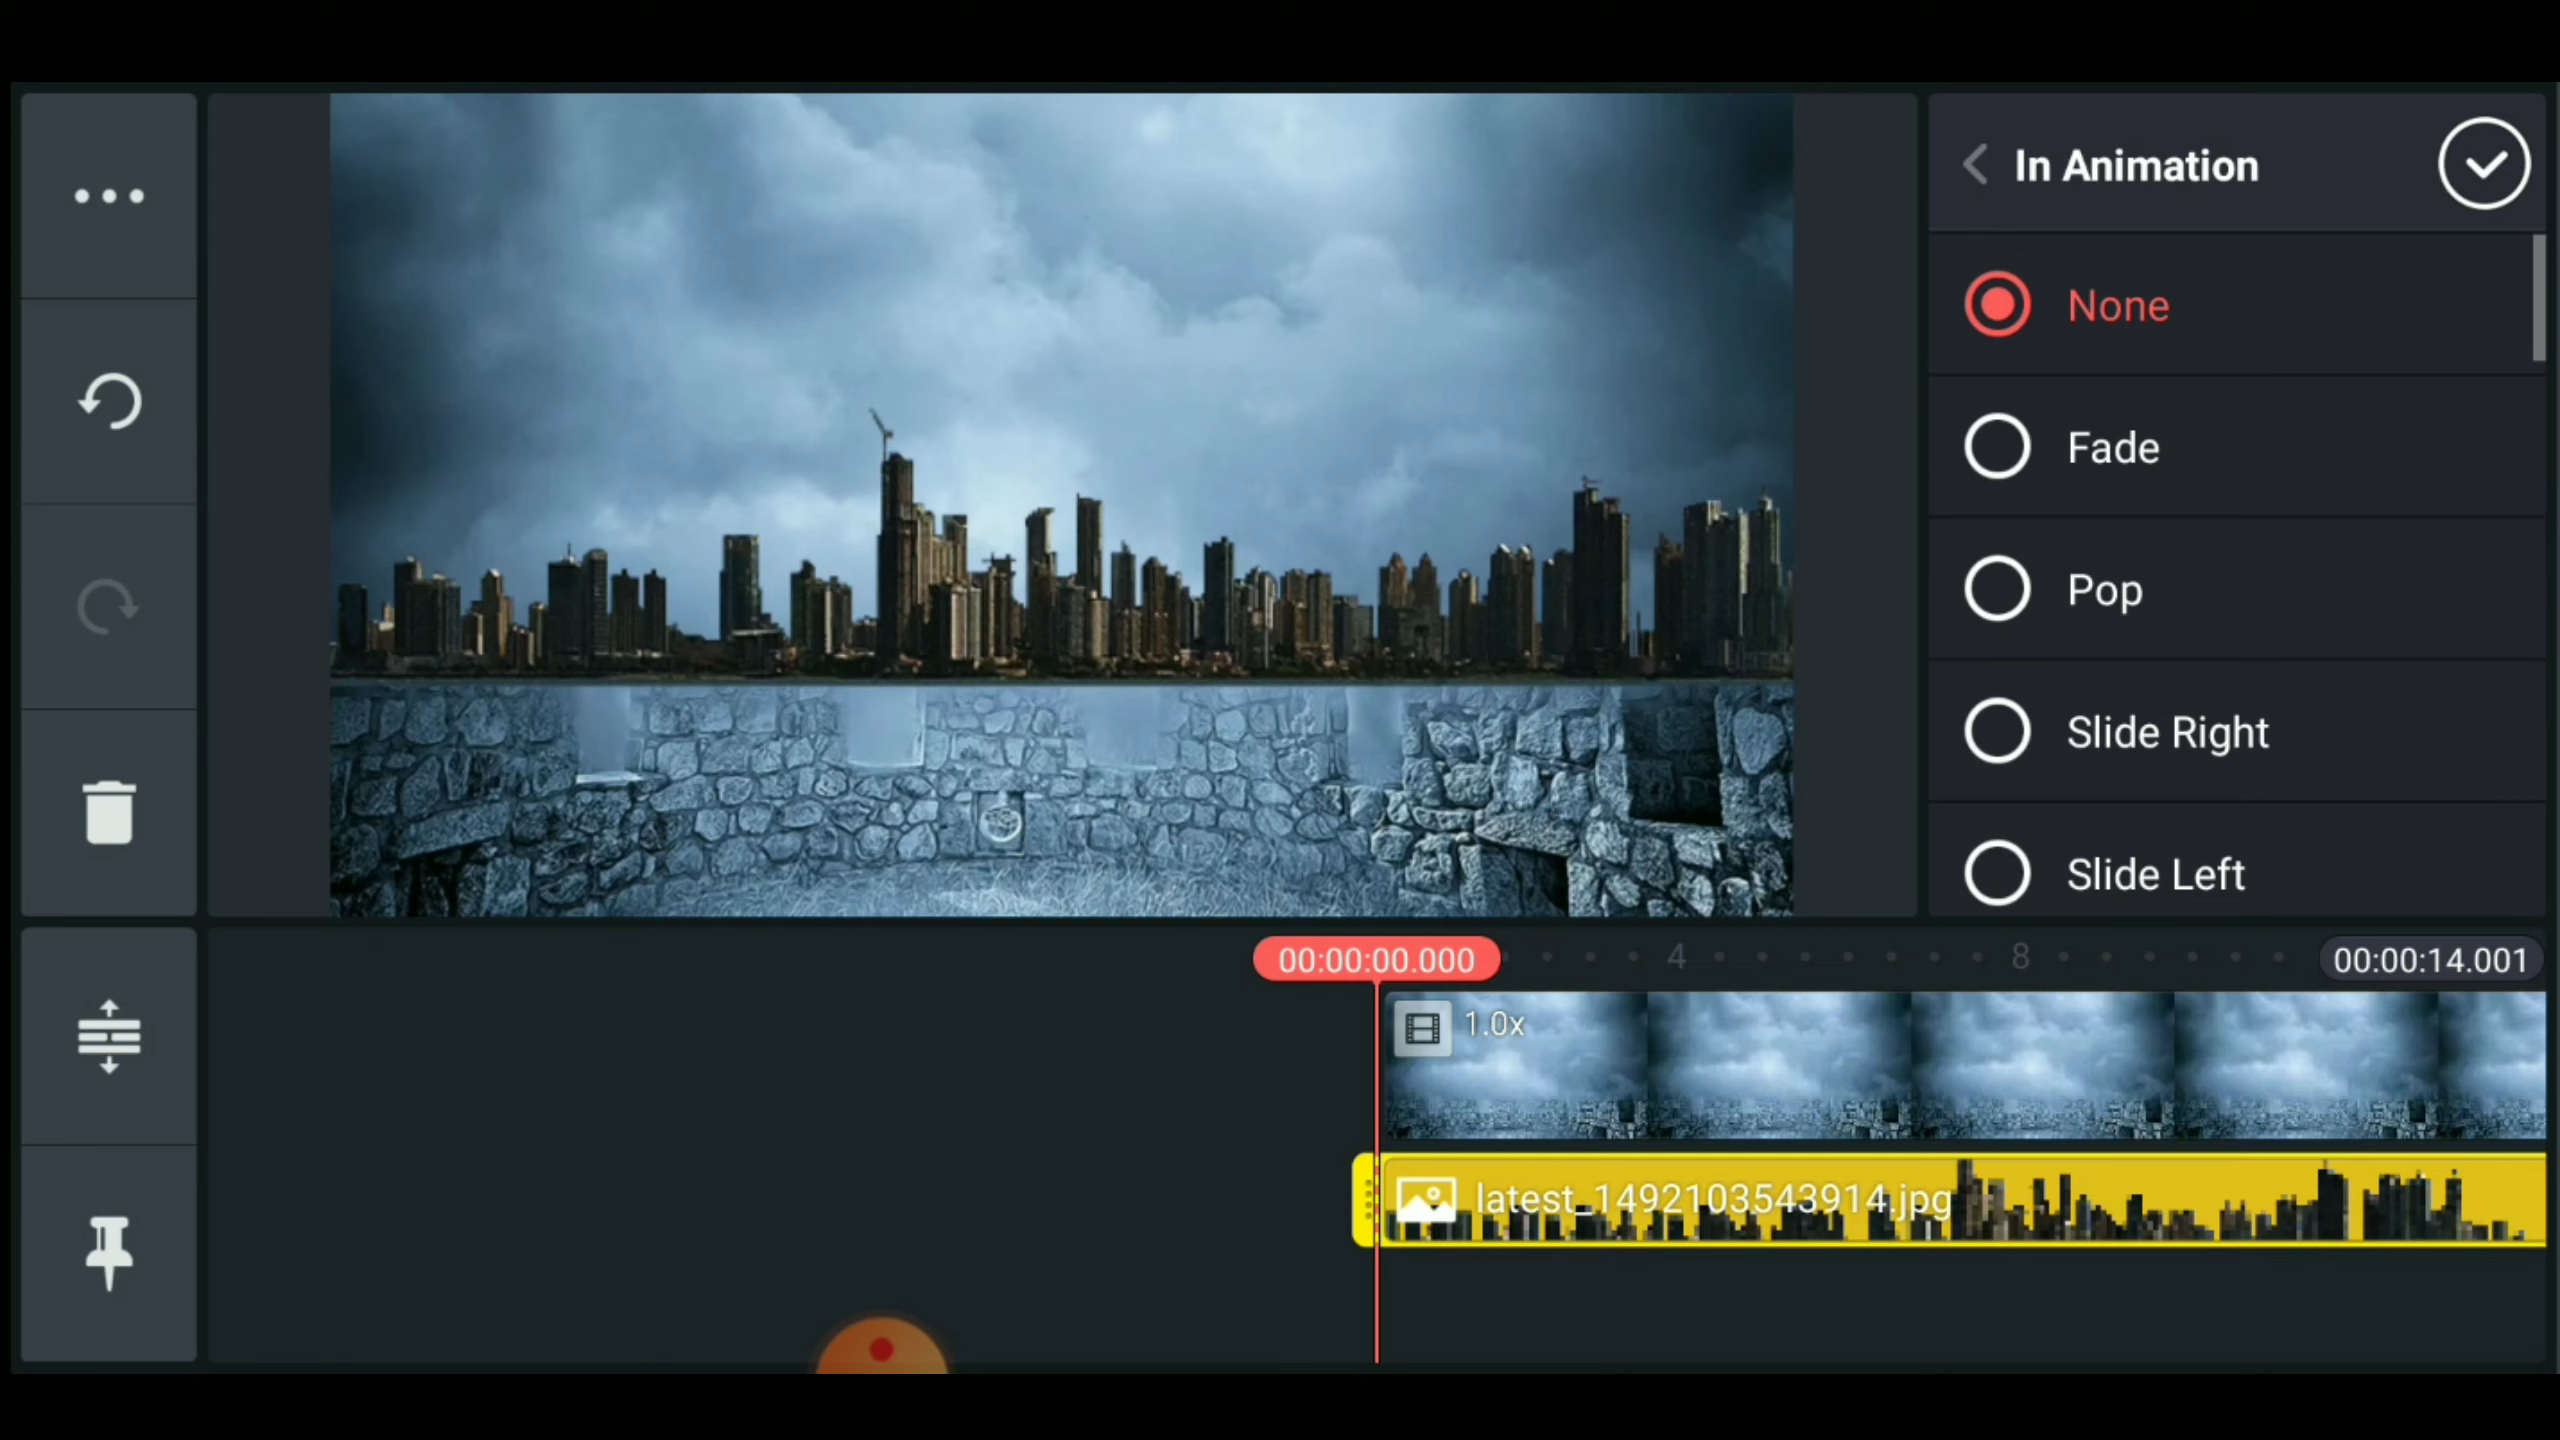 In Animation
None
Fade
Pop
Slide Right
Slide Left
00:00:00.000
4
8
00:00:14.001
1.0x
latest_1492103543914.jpg